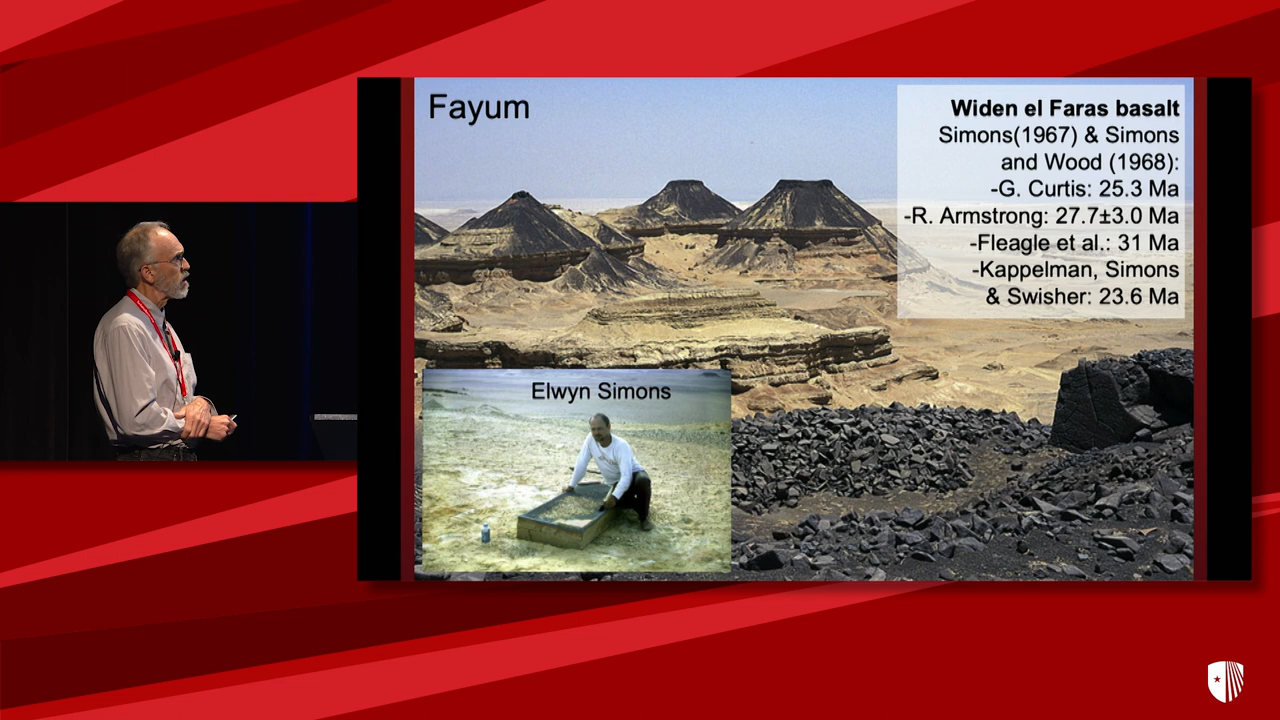 Fayum
Widen el Faras basalt
Simons(1967) & Simons
and Wood (1968):
-G. Curtis: 25.3 Ma
-R. Armstrong: 27.7±3.0 Ma
-Fleagle et al.: 31 Ma
-Kappelman, Simons
& Swisher: 23.6 Ma
Elwyn Simons